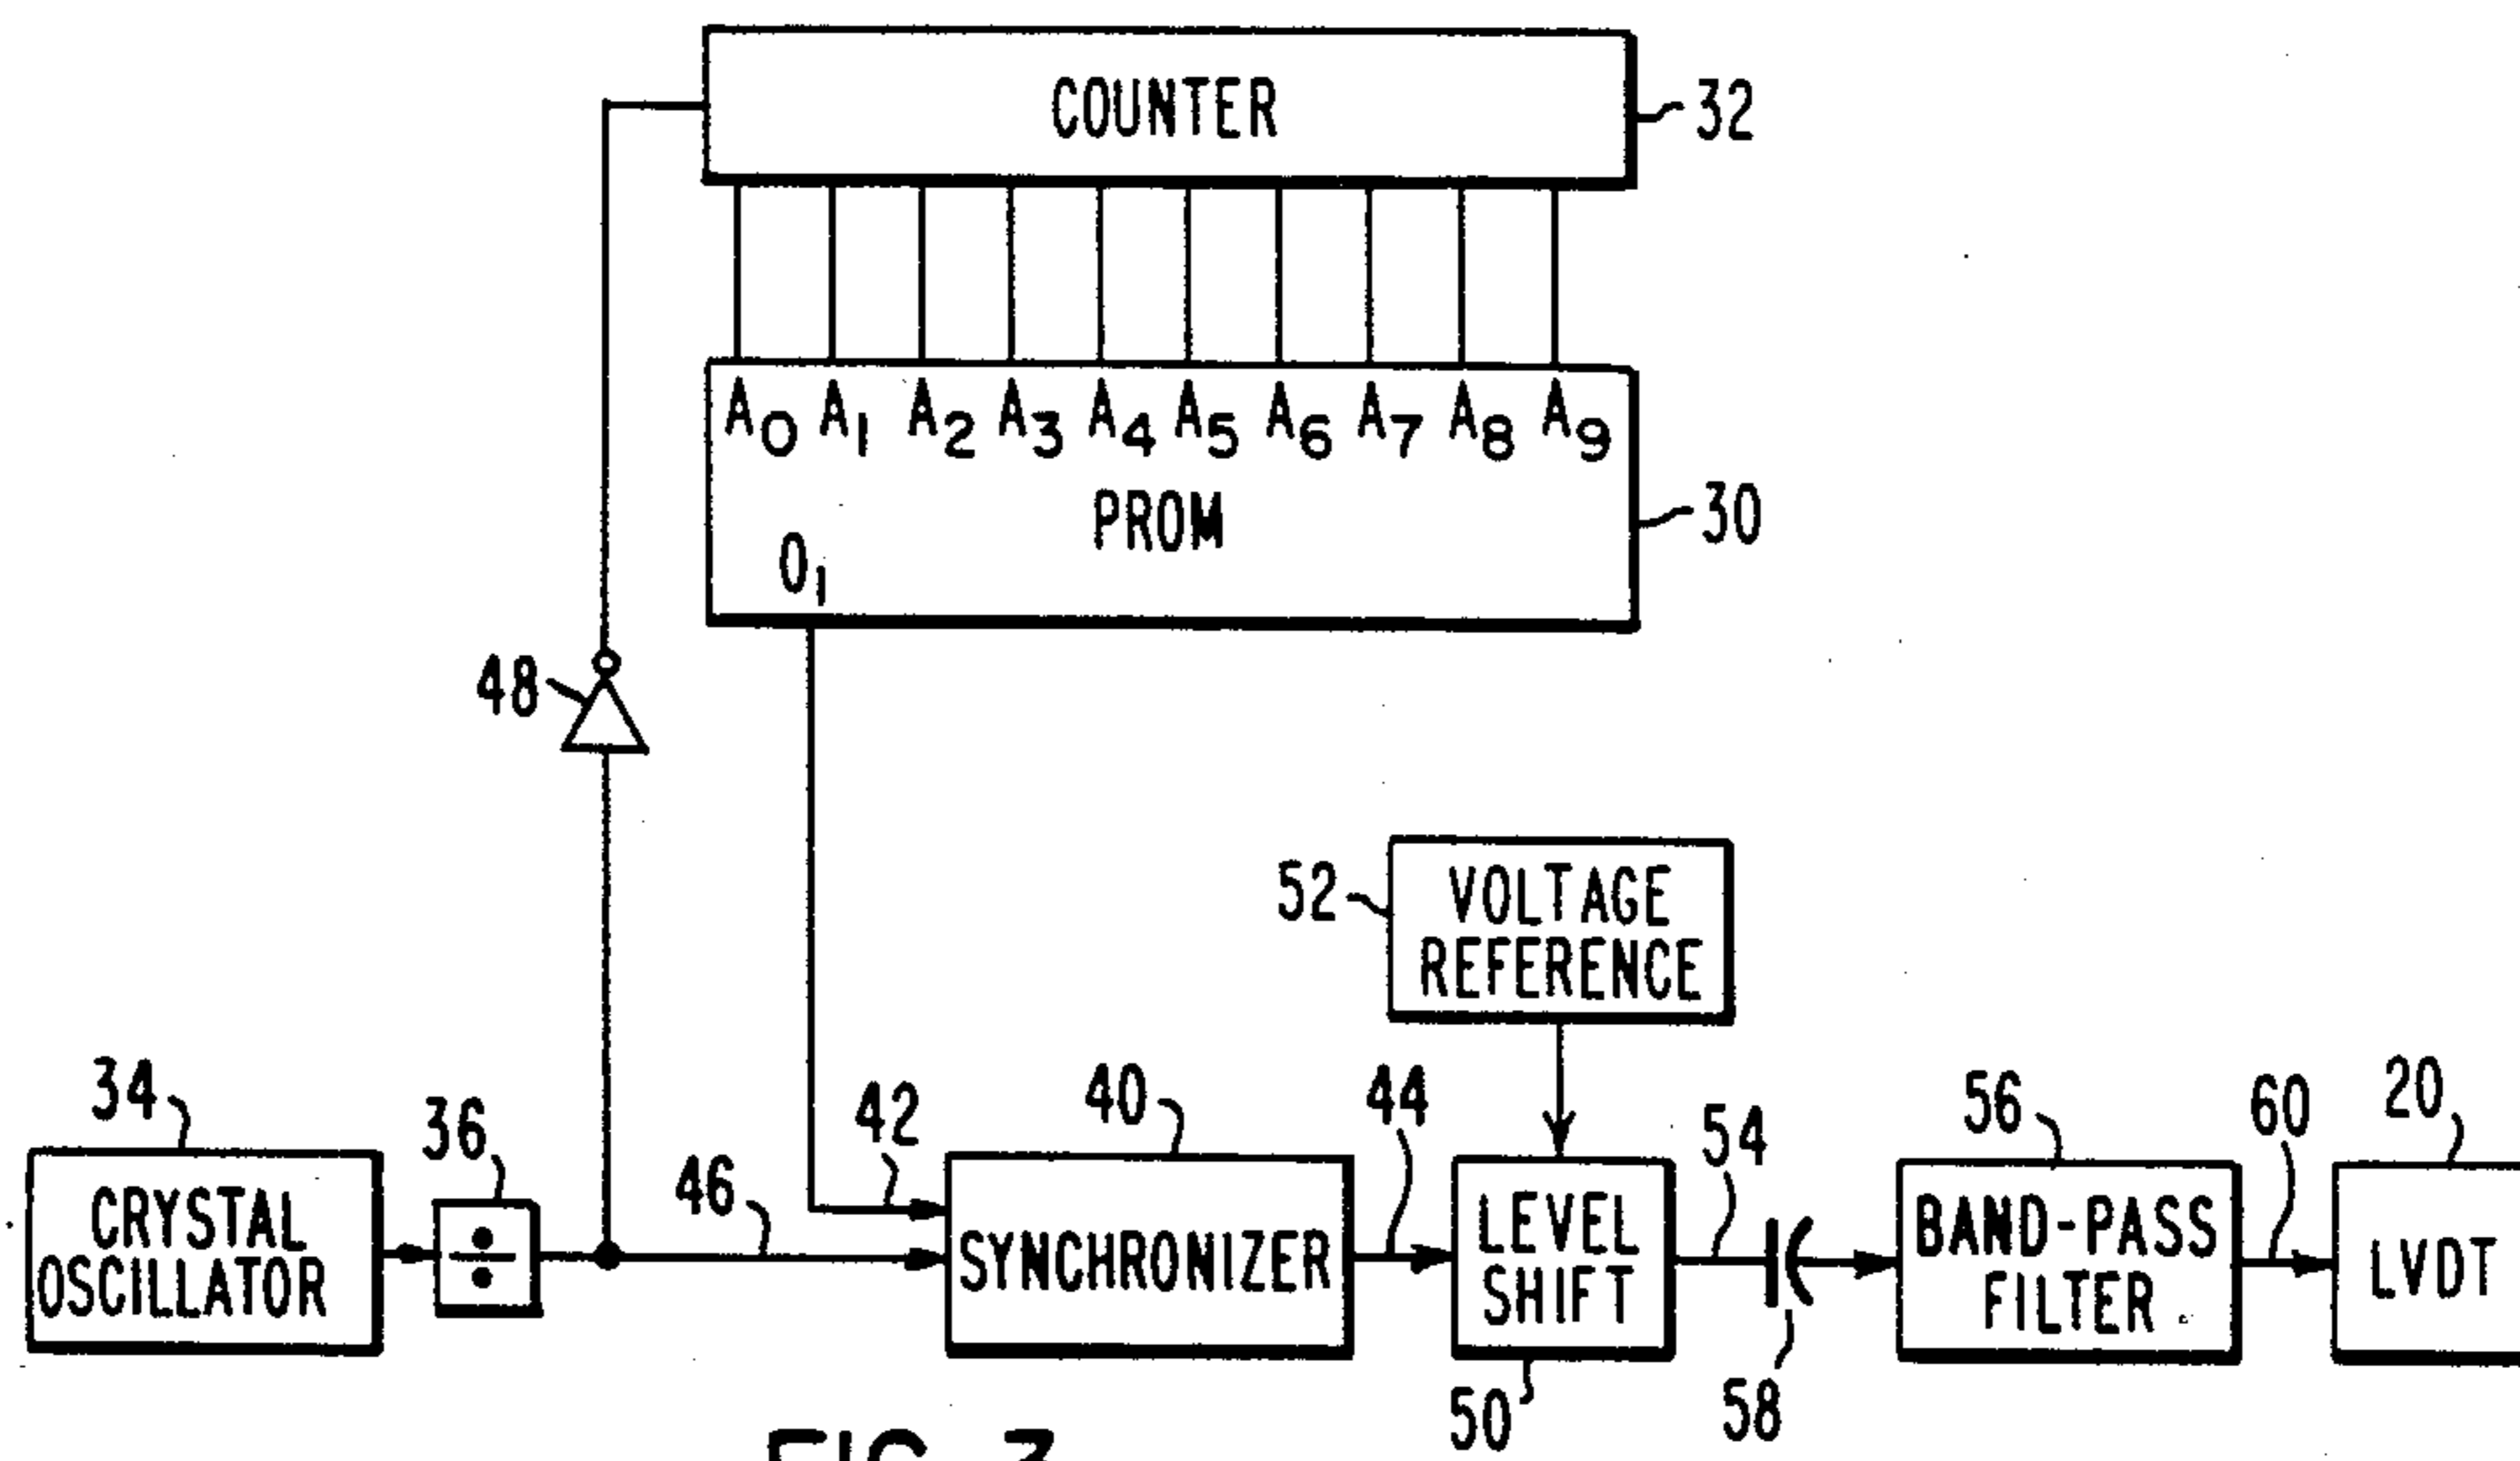 COUNTER
32
A0 A1 A2 A3 A4 A5 A6 A7 A8 A9
PROM
30
O1
48
52
VOLTAGE
REFERENCE
34
36
46
42
40
44
54
56
60
20
CRYSTAL
OSCILLATOR
÷
SYNCHRONIZER
LEVEL
SHIFT
BAND-PASS
FILTER
LVDT
50
58